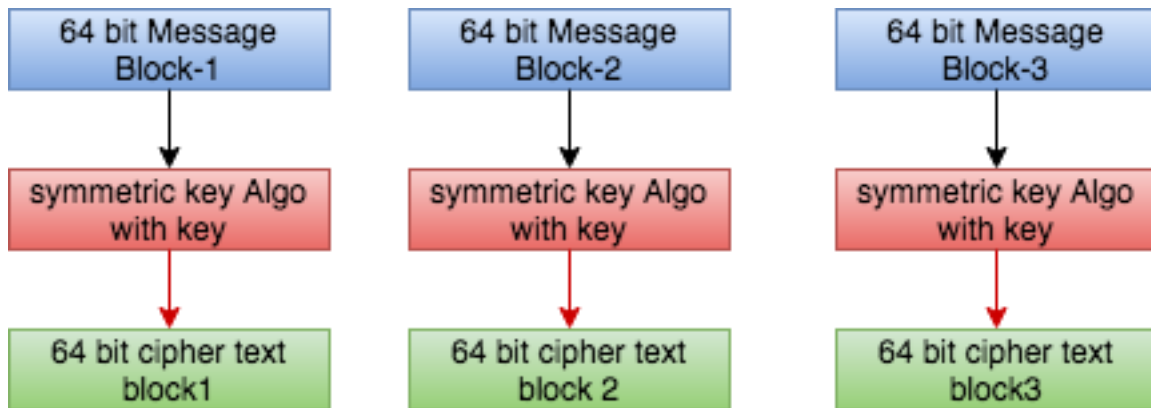 64 bit Message
Block-1
64 bit Message
Block-2
64 bit Message
Block-3
symmetric key Algo
with key
symmetric key Algo
with key
symmetric key Algo
with key
64 bit cipher text
block1
64 bit cipher text
block 2
64 bit cipher text
block3